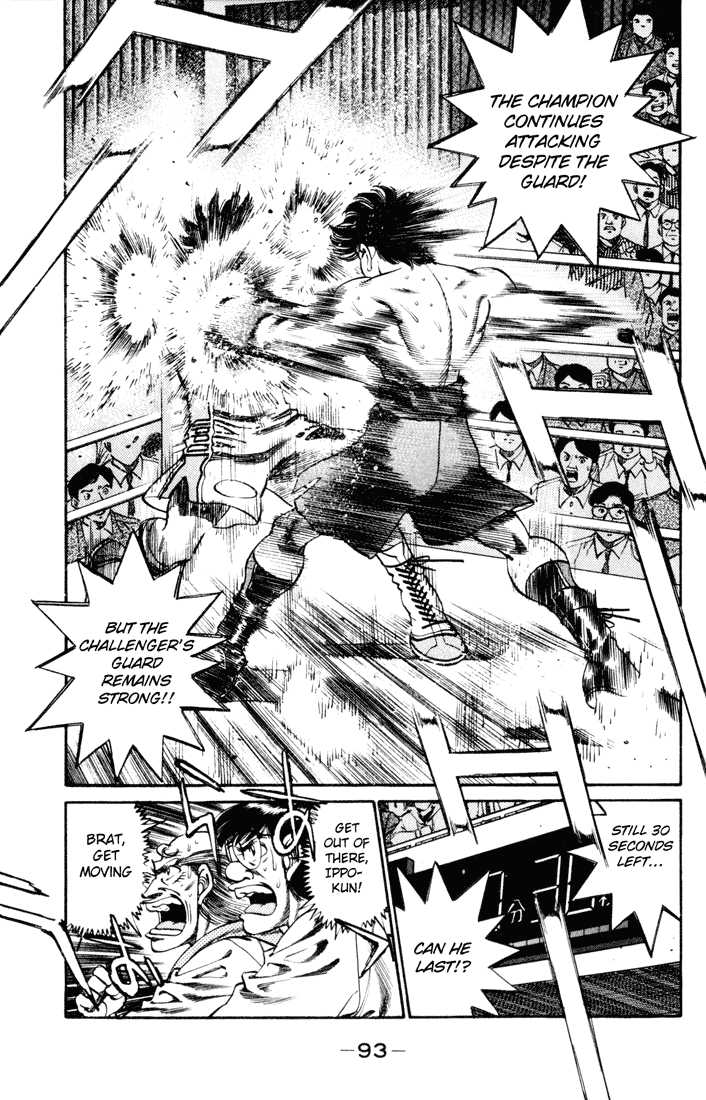 THE CHAMPION
CONTINUES
ATTACKING
DESPITE THE
GUARD!
BUT THE
CHALLENGER'S
GUARD
REMAINS
STRONG!!
BRAT,
GET
MOVING
GET
OUT OF
THERE,
IPPO-
KUN!
STILL 30
SECONDS
LEFT...
CAN HE
LAST!?
-93-